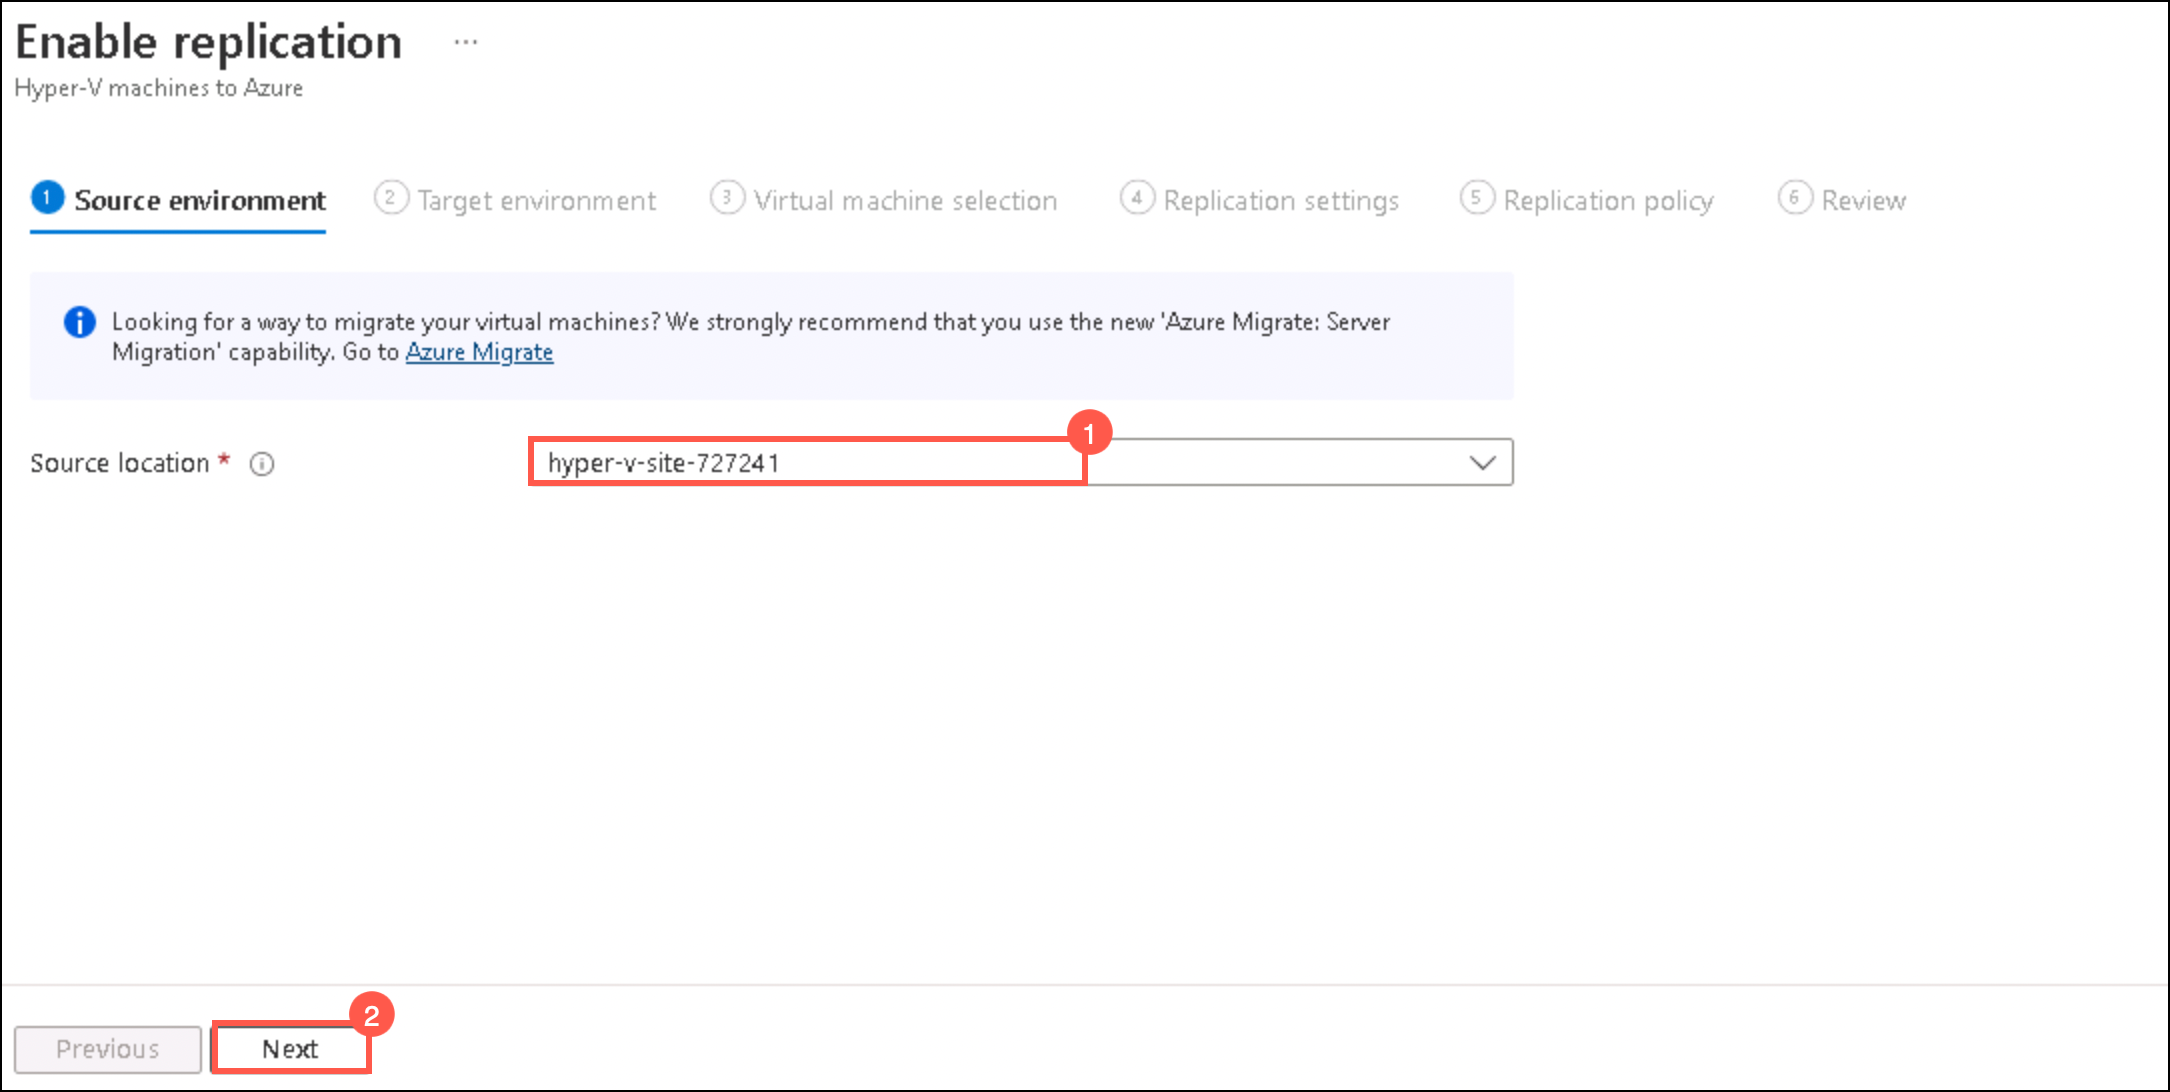 Enable replication ...
Hyper-V machines to Azure
1 Source environment 2 Target environment 3 Virtual machine selection 4 Replication settings 5 Replication policy 6 Review
Looking for a way to migrate your virtual machines? We strongly recommend that you use the new 'Azure Migrate: Server
Migration' capability. Go to Azure Migrate
1
Source location * hyper-v-site-727241
2
Previous Next